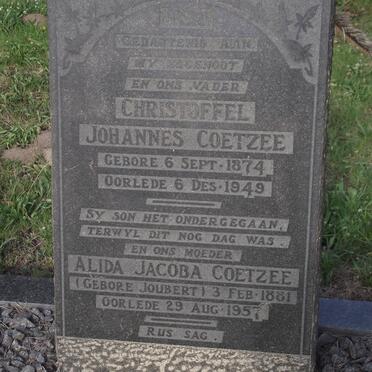 GEDAGTENIS AAN
MY EGGENOOT
EN ONS VADER
CHRISTOFFEL
JOHANNES COETZEE
GEBORE 6 SEPT. 1874
OORLEDE 6 DES. 1949
SY SON HET ONDERGEGAAN,
TERWYL DIT NOG DAG WAS.
EN ONS MOEDER
ALIDA JACOBA COETZEE
(GEBORE JOUBERT) 3 FEB. 1881
OORLEDE 29 AUG. 1957
RUS SAG.